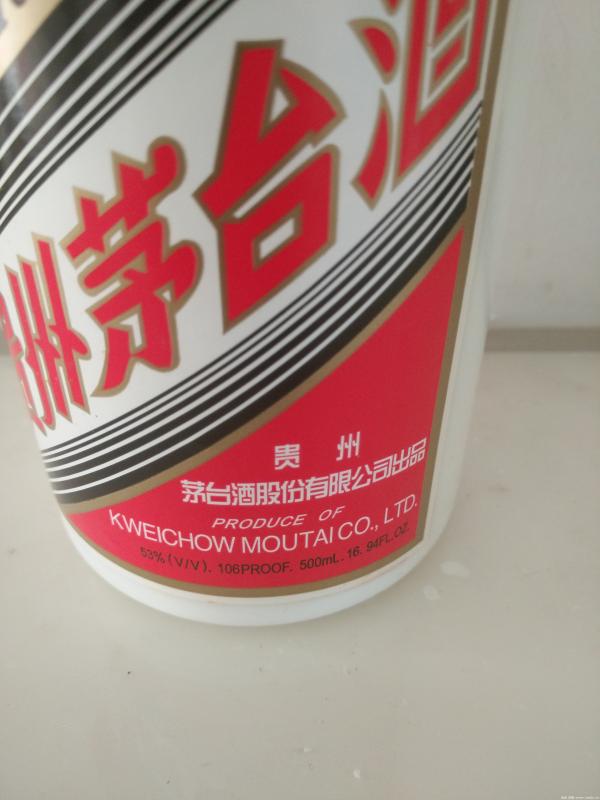 州茅台酒
贵州
茅台酒股份有限公司出品
PRODUCE OF
KWEICHOW MOUTAI CO., LTD.
53% (V/V). 106PROOF. 500mL. 16. 94FL.OZ.